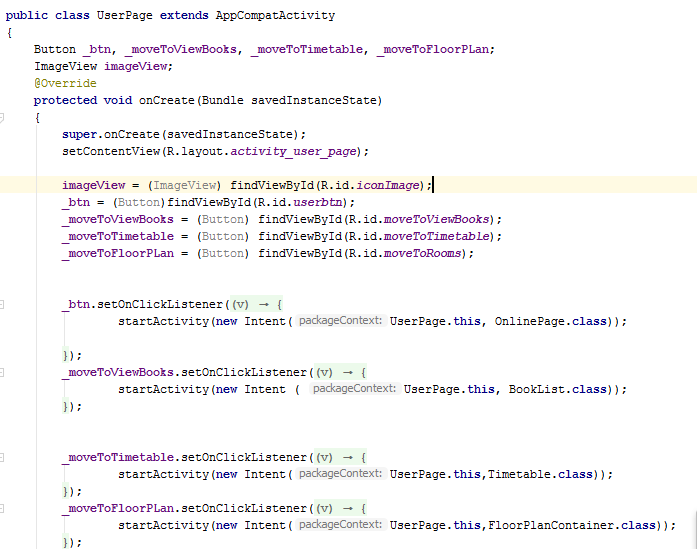 public class UserPage extends AppCompatActivity
{
    Button _btn, _moveToViewBooks, _moveToTimetable, _moveToFloorPLan;
    ImageView imageView;
    @Override
    protected void onCreate(Bundle savedInstanceState)
    {
        super.onCreate(savedInstanceState);
        setContentView(R.layout.activity_user_page);

        imageView = (ImageView) findViewById(R.id.iconImage);
        _btn = (Button)findViewById(R.id.userbtn);
        _moveToViewBooks = (Button) findViewById(R.id.moveToViewBooks);
        _moveToTimetable = (Button) findViewById(R.id.moveToTimetable);
        _moveToFloorPLan = (Button) findViewById(R.id.moveToRooms);

        _btn.setOnClickListener((v) → {
                startActivity(new Intent( packageContext: UserPage.this, OnlinePage.class));

        });
        _moveToViewBooks.setOnClickListener((v) → {
                startActivity(new Intent ( packageContext: UserPage.this, BookList.class));
        });

        _moveToTimetable.setOnClickListener((v) → {
                startActivity(new Intent( packageContext: UserPage.this,Timetable.class));
        });
        _moveToFloorPLan.setOnClickListener((v) → {
                startActivity(new Intent( packageContext: UserPage.this,FloorPlanContainer.class));
        });